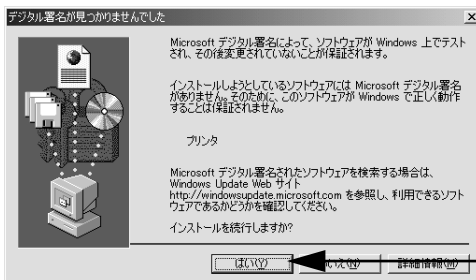 デジタル署名が見つかりませんでした
Microsoft デジタル署名によって、ソフトウェアが Windows 上でテスト
され、その後変更されていないことが保証されます。
インストールしようとしているソフトウェアには Microsoft デジタル署名
がありません。そのために、このソフトウェアが Windows で正しく動作
することは保証されません。
プリンタ
Microsoft デジタル署名されたソフトウェアを検索する場合は、
Windows Update Web サイト
http://windowsupdate.microsoft.com を参照し、利用できるソフト
ウェアであるかどうかを確認してください。
インストールを続行しますか?
はい(Y) いいえ(N) 詳細情報(M)